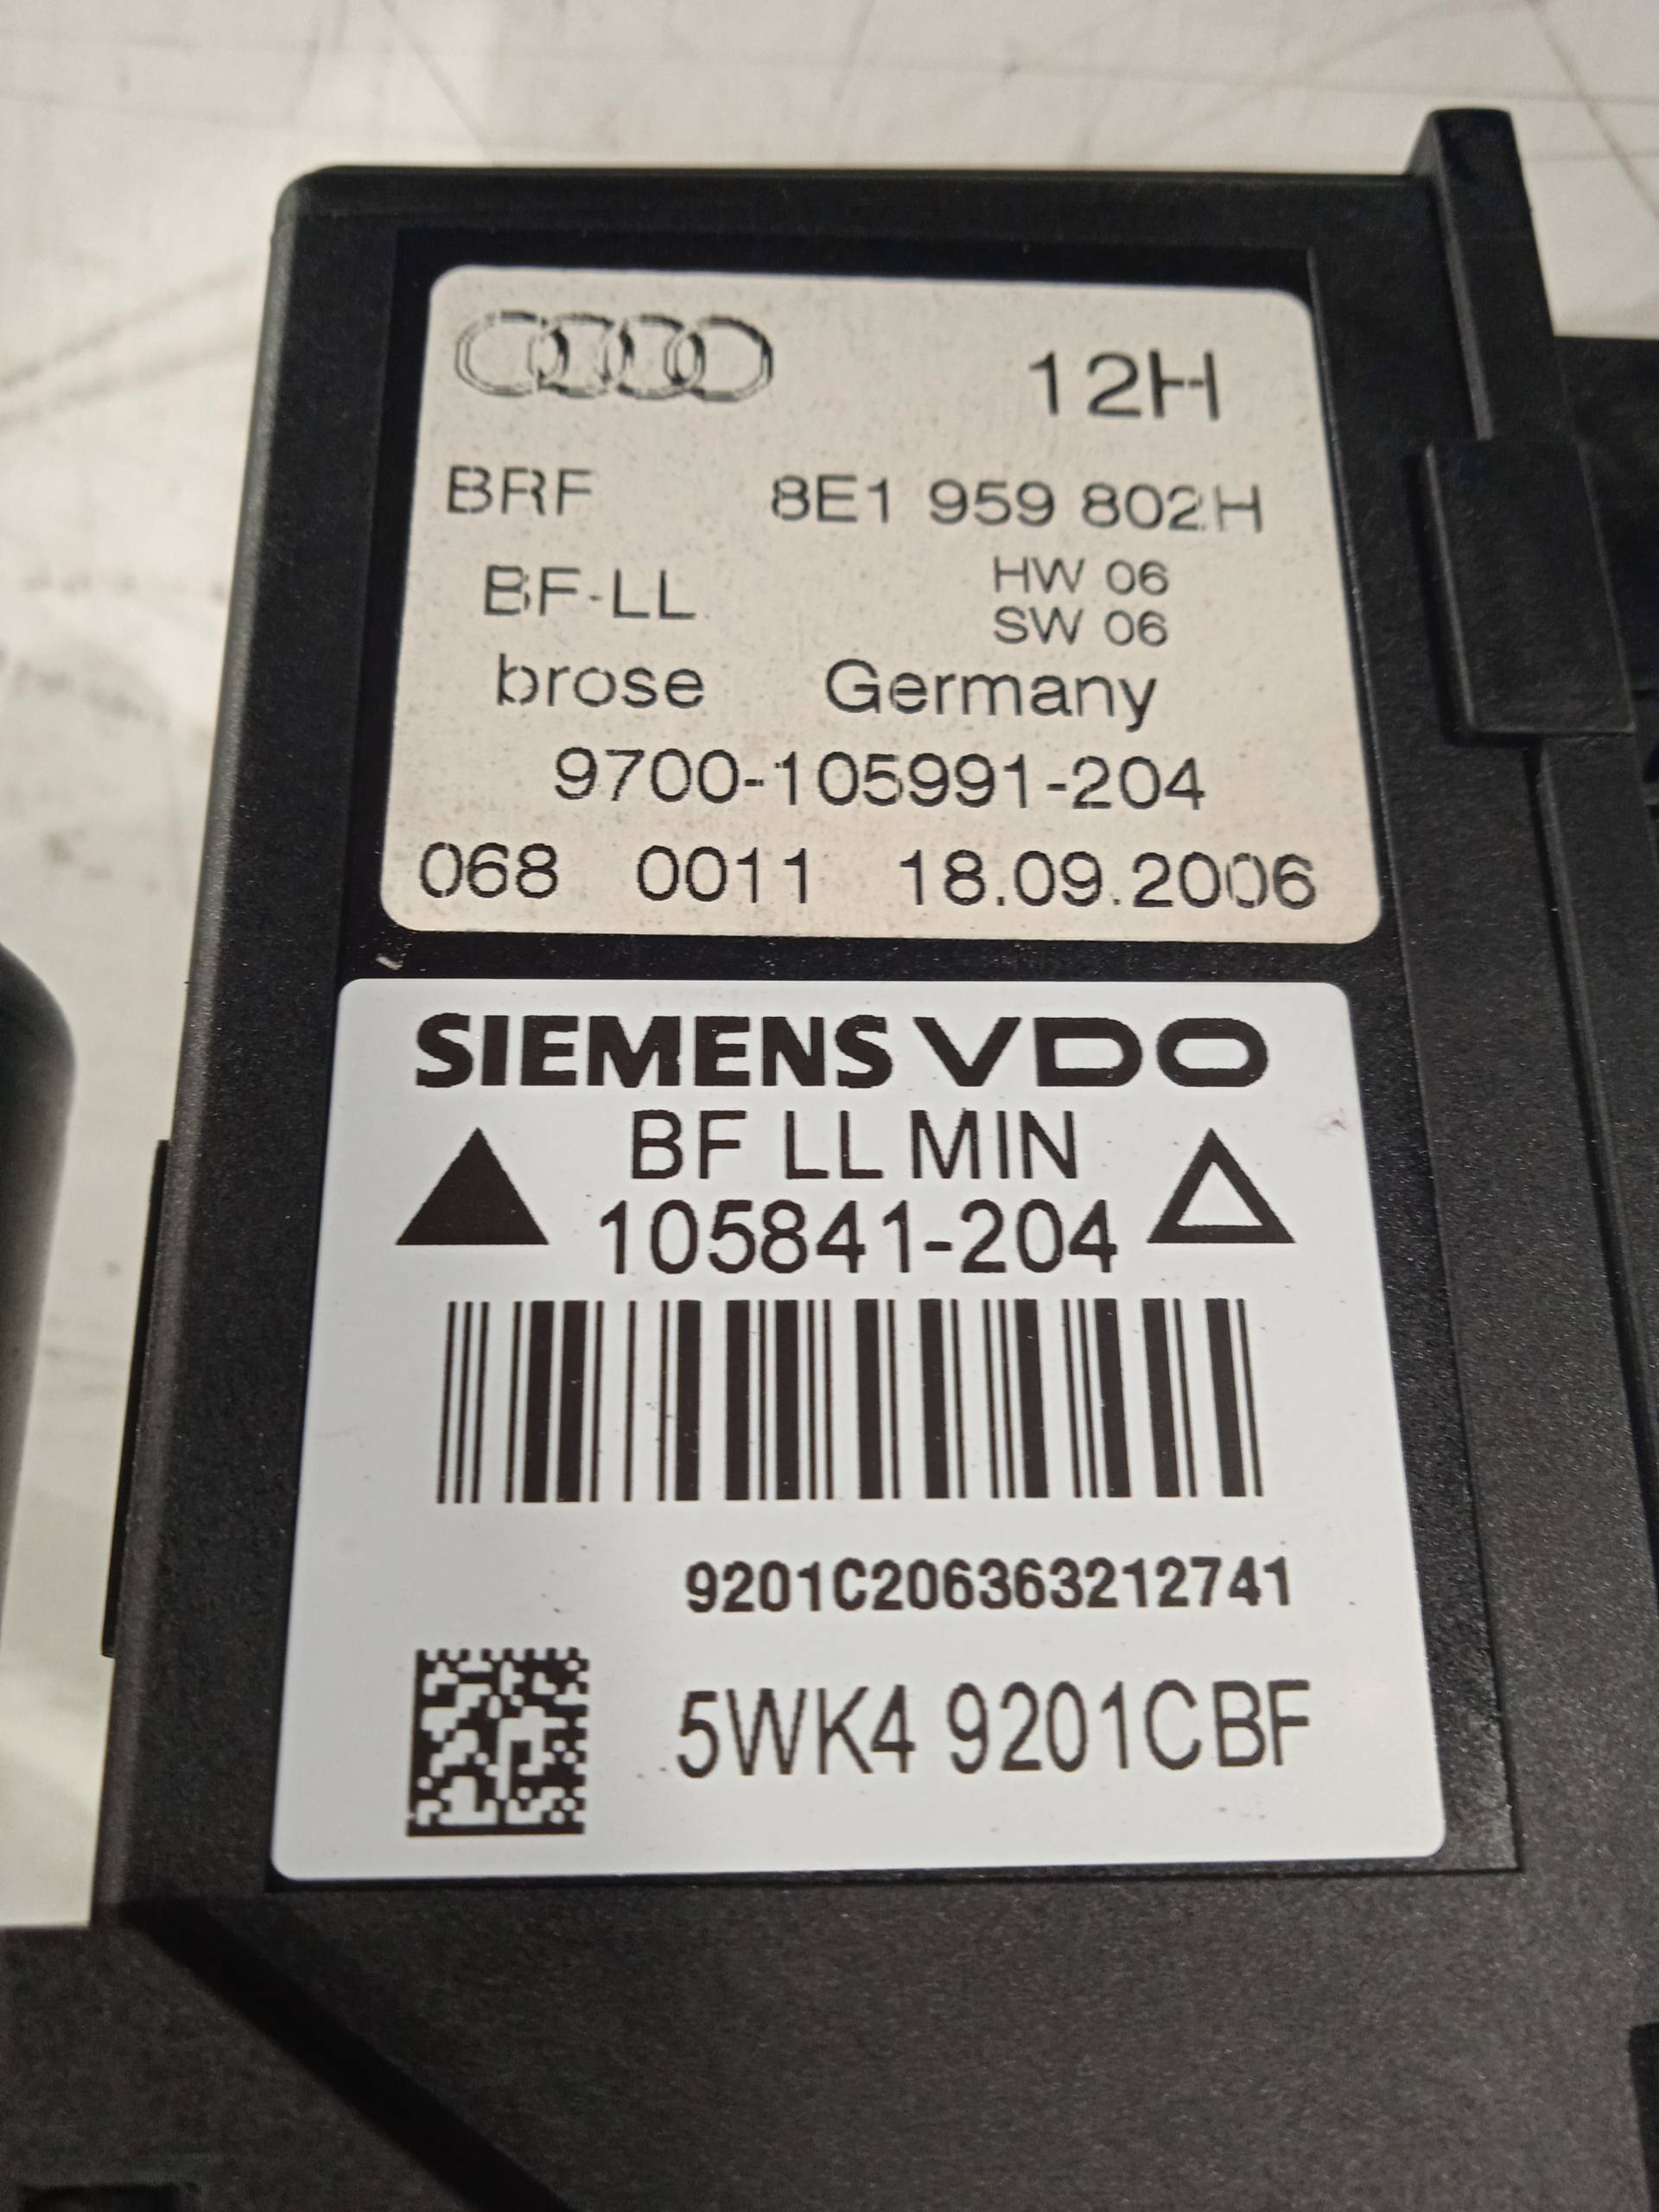 12H
BRF 8E1 959 802H
BF-LL HW 06
SW 06
brose Germany
9700-105991-204
068 0011 18.09.2006
SIEMENS VDO
BF LL MIN
105841-204
9201C206363212741
5WK4 9201CBF